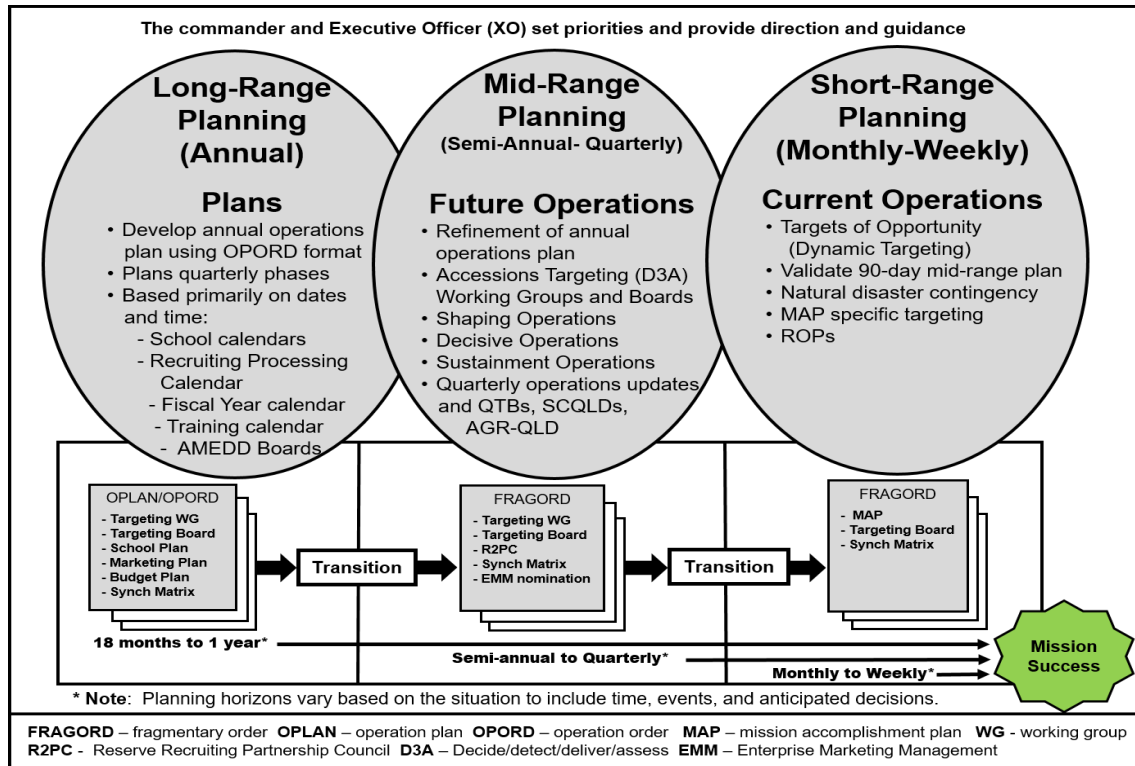 The commander and Executive Officer (XO) set priorities and provide direction and guidance
Long-Range
Planning
(Annual)
Plans
• Develop annual operations
plan using OPORD format
• Plans quarterly phases
• Based primarily on dates
and time:
- School calendars
- Recruiting Processing
Calendar
- Fiscal Year calendar
- Training calendar
- AMEDD Boards
Mid-Range
Planning
(Semi-Annual- Quarterly)
Future Operations
• Refinement of annual
operations plan
• Accessions Targeting (D3A)
Working Groups and Boards
• Shaping Operations
• Decisive Operations
• Sustainment Operations
• Quarterly operations updates
and QTBs, SCQLDs,
AGR-QLD
Short-Range
Planning
(Monthly-Weekly)
Current Operations
• Targets of Opportunity
(Dynamic Targeting)
• Validate 90-day mid-range plan
• Natural disaster contingency
• MAP specific targeting
• ROPs
OPLAN/OPORD
- Targeting WG
- Targeting Board
- School Plan
- Marketing Plan
- Budget Plan
- Synch Matrix
Transition
FRAGORD
- Targeting WG
- Targeting Board
- R2PC
- Synch Matrix
- EMM nomination
Transition
FRAGORD
- MAP
- Targeting Board
- Synch Matrix
18 months to 1 year*
Semi-annual to Quarterly*
Monthly to Weekly*
Mission
Success
* Note: Planning horizons vary based on the situation to include time, events, and anticipated decisions.
FRAGORD – fragmentary order OPLAN – operation plan OPORD – operation order MAP – mission accomplishment plan WG - working group
R2PC - Reserve Recruiting Partnership Council D3A – Decide/detect/deliver/assess EMM – Enterprise Marketing Management